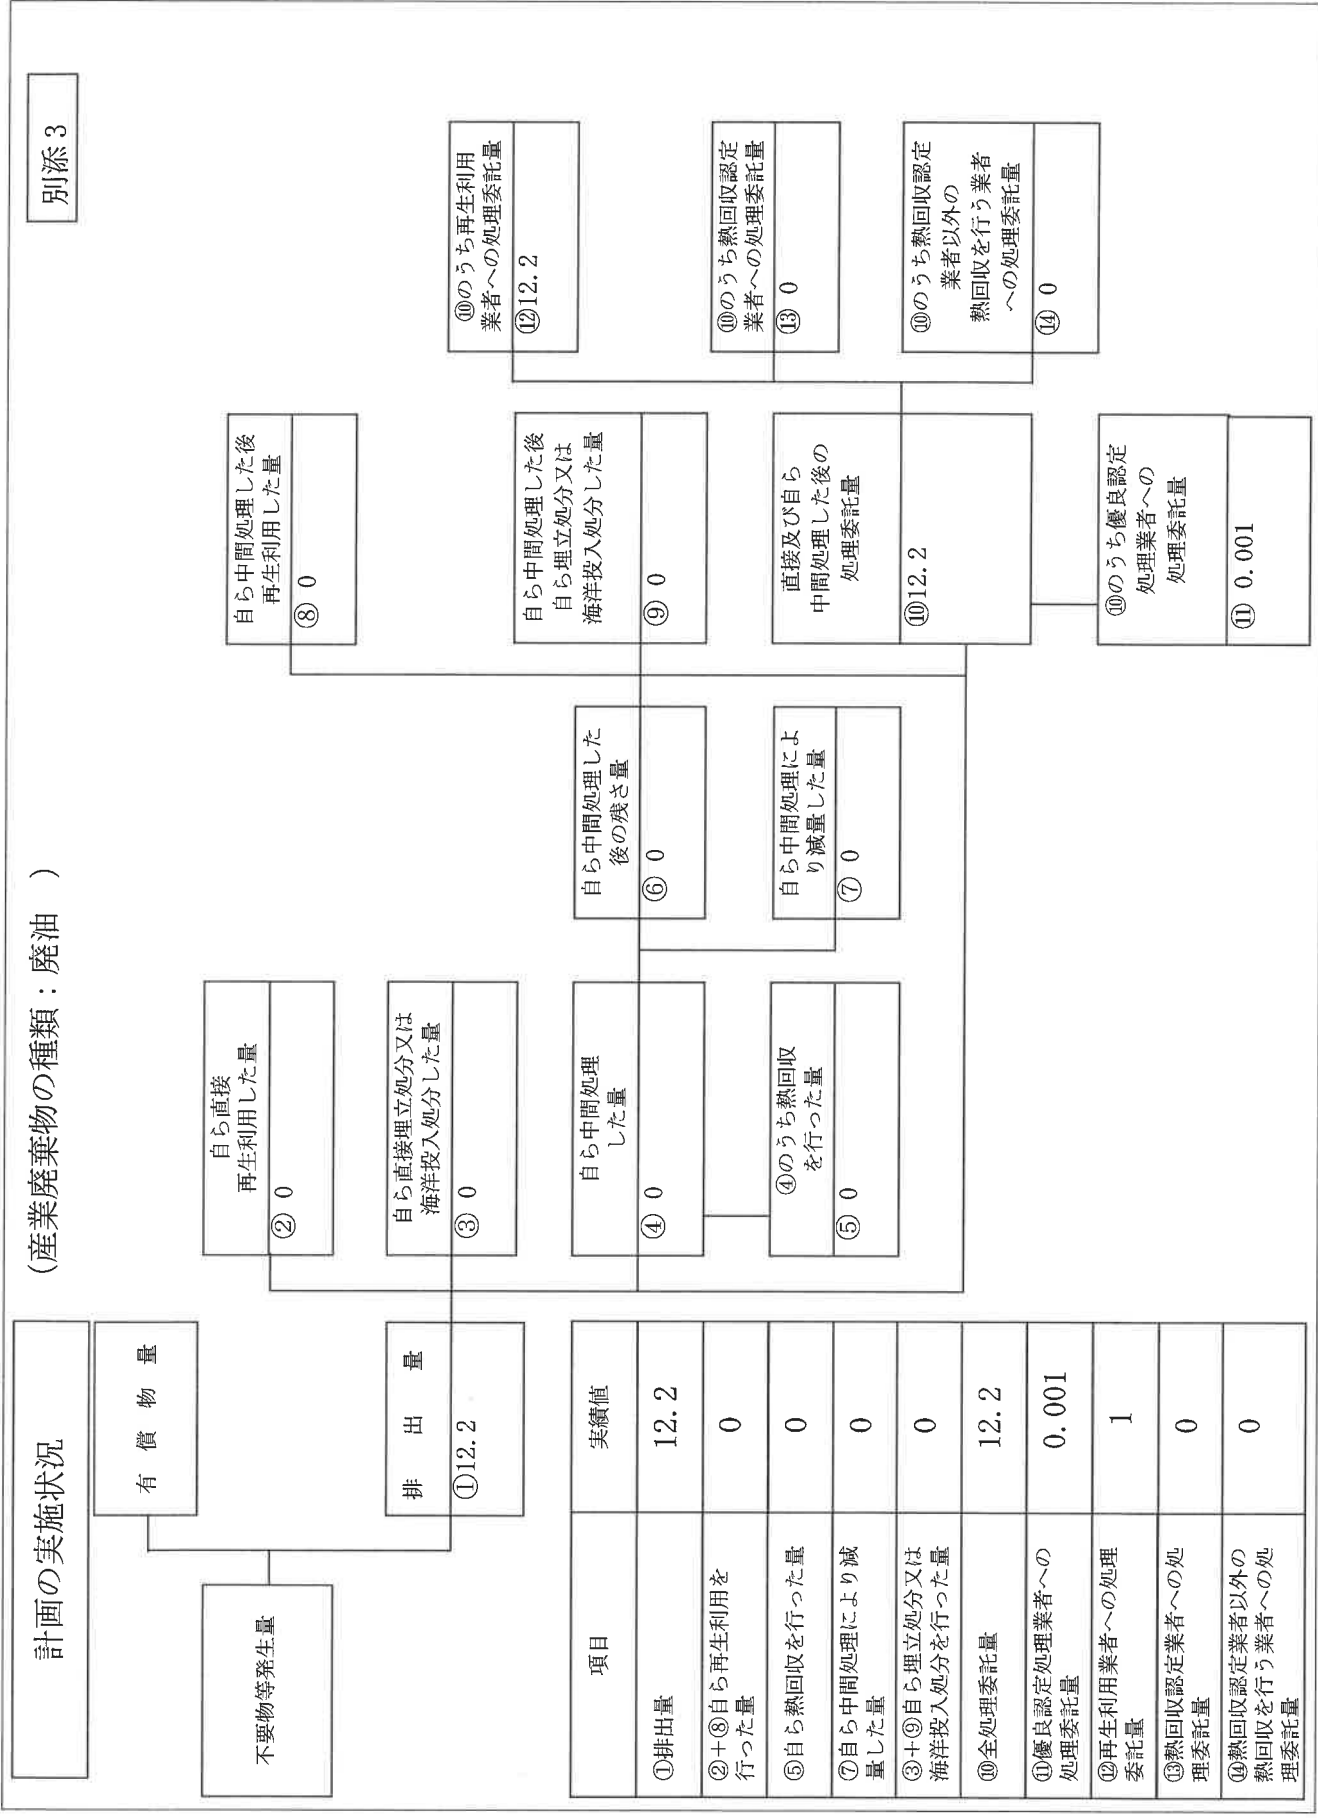 別添３
計画の実施状況
（産業廃棄物の種類：廃油　）
不要物等発生量
有償物量
排出量
①12.2
自ら直接
再生利用した量
② 0
自ら直接埋立処分又は
海洋投入処分した量
③ 0
自ら中間処理
した量
④ 0
④のうち熱回収
を行った量
⑤ 0
自ら中間処理した
後の残さ量
⑥ 0
自ら中間処理によ
り減量した量
⑦ 0
自ら中間処理した後
再生利用した量
⑧ 0
自ら中間処理した後
自ら埋立処分又は
海洋投入処分した量
⑨ 0
直接及び自ら
中間処理した後の
処理委託量
⑩12.2
⑩のうち優良認定
処理業者への
処理委託量
⑪ 0.001
⑩のうち再生利用
業者への処理委託量
⑫12.2
⑩のうち熱回収認定
業者への処理委託量
⑬ 0
⑩のうち熱回収認定
業者以外の
熱回収を行う業者
への処理委託量
⑭ 0
項目 実績値
①排出量 12.2
②＋⑧自ら再生利用を
行った量 0
⑤自ら熱回収を行った量 0
⑦自ら中間処理により減
量した量 0
③＋⑨自ら埋立処分又は
海洋投入処分を行った量 0
⑩全処理委託量 12.2
⑪優良認定処理業者への
処理委託量 0.001
⑫再生利用業者への処理
委託量 1
⑬熱回収認定業者への処
理委託量 0
⑭熱回収認定業者以外の
熱回収を行う業者への処
理委託量 0